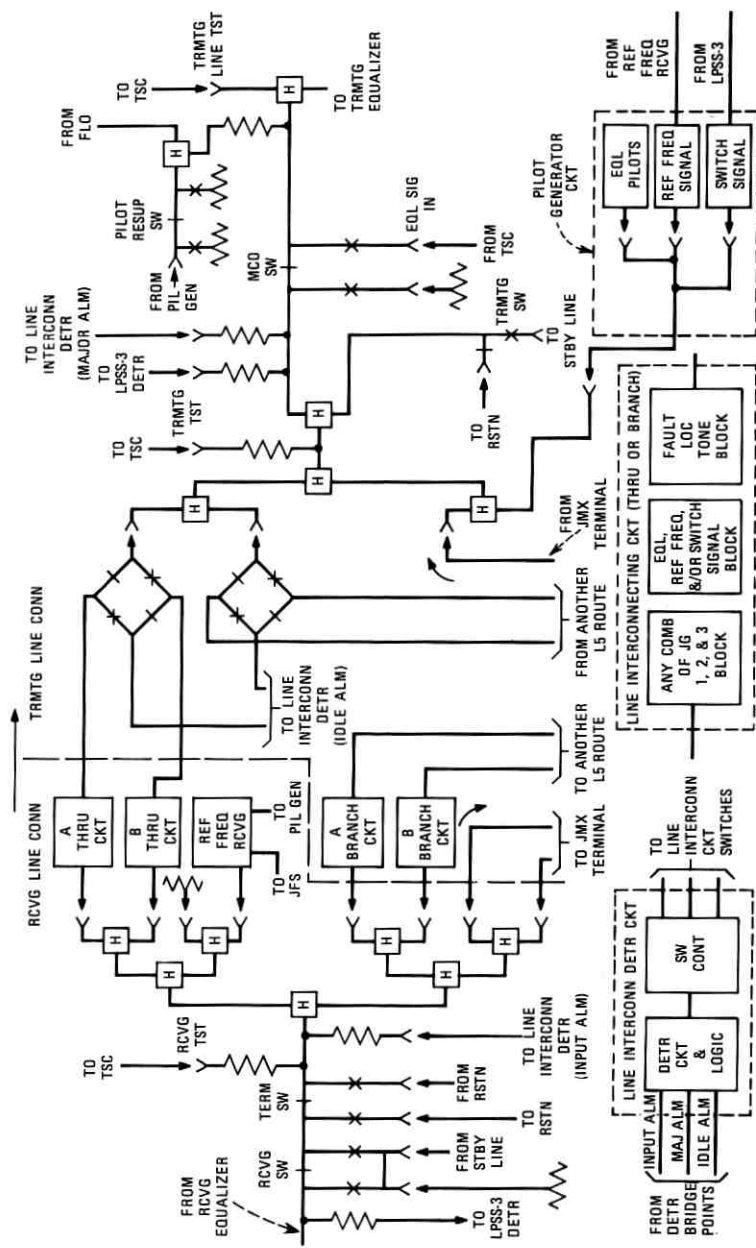 RCVG LINE CONN
TRMTG LINE CONN
TO TSC
RCVG
TST
FROM
RCVG
EQUALIZER
RCVG
SW
TERM
SW
TO
LPSS-3
DETR
FROM
STBY LINE
TO
RSTN
FROM
RSTN
TO LINE
INTERCONN
DETR
(INPUT ALM)
H
H
H
H
H
H
H
A
THRU
CKT
B
THRU
CKT
REF
FREQ
RCVG
TO
JFS
TO
PIL GEN
A
BRANCH
CKT
B
BRANCH
CKT
TO JMX
TERMINAL
TO ANOTHER
L5 ROUTE
TO LINE
INTERCONN
DETR
(IDLE ALM)
FROM ANOTHER
L5 ROUTE
FROM
JMX
TERMINAL
H
H
H
H
H
TO
TSC
TRMTG
TST
TO
LPSS-3
DETR
TO LINE
INTERCONN
DETR
(MAJOR ALM)
FROM
PIL
GEN
PILOT
RESUP
SW
FROM
FLO
H
TO
TSC
TRMTG
LINE TST
H
TO
TRMTG
EQUALIZER
MCO
SW
EQL SIG
IN
FROM
TSC
TRMTG
SW
TO
RSTN
TO
STBY LINE
PILOT
GENERATOR
CKT
EQL
PILOTS
REF FREQ
SIGNAL
SWITCH
SIGNAL
FROM
REF
FREQ
RCVG
FROM
LPSS-3
LINE INTERCONN DETR CKT
FROM
DETR
BRIDGE
POINTS
INPUT ALM
MAJ ALM
IDLE ALM
DETR
CKT
&
LOGIC
SW
CONT
TO LINE
INTERCONN
CKT
SWITCHES
LINE INTERCONNECTING CKT (THRU OR BRANCH)
ANY COMB
OF JG
1, 2, & 3
BLOCK
EQL,
REF FREQ,
&/OR SWITCH
SIGNAL
BLOCK
FAULT
LOC
TONE
BLOCK